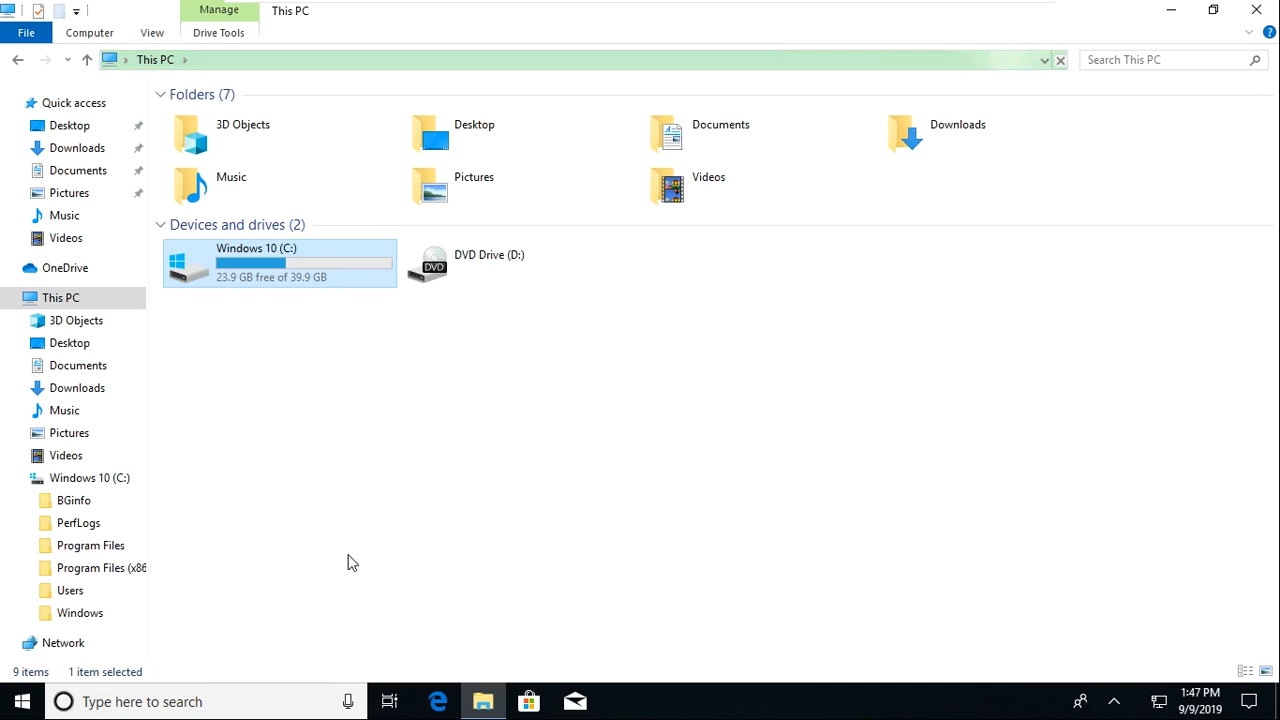 Manage
This PC
File
Computer
View
Drive Tools
This PC
Search This PC
Quick access
Desktop
Downloads
Documents
Pictures
Music
Videos
OneDrive
This PC
3D Objects
Desktop
Documents
Downloads
Music
Pictures
Videos
Windows 10 (C:)
BGinfo
PerfLogs
Program Files
Program Files (x86
Users
Windows
Network
Folders (7)
3D Objects
Desktop
Documents
Downloads
Music
Pictures
Videos
Devices and drives (2)
Windows 10 (C:)
23.9 GB free of 39.9 GB
DVD
DVD Drive (D:)
9 items
1 item selected
Type here to search
1:47 PM
9/9/2019